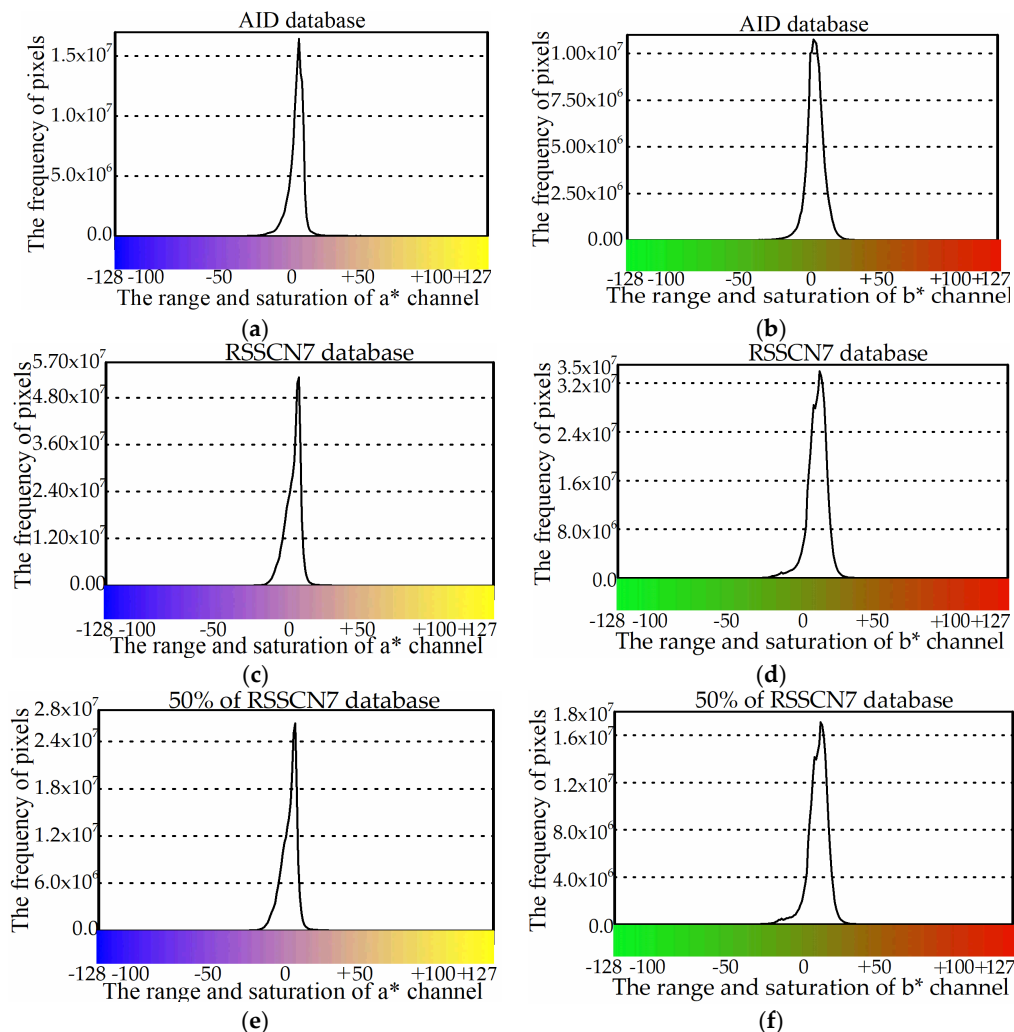 AID database
The frequency of pixels
1.5x10^7
1.0x10^7
5.0x10^6
0.0
-128 -100 -50 0 +50 +100 +127
The range and saturation of a* channel
(a)
AID database
The frequency of pixels
1.00x10^7
7.50x10^6
5.00x10^6
2.50x10^6
0.00
-128 -100 -50 0 +50 +100 +127
The range and saturation of b* channel
(b)
RSSCN7 database
The frequency of pixels
5.70x10^7
4.80x10^7
3.60x10^7
2.40x10^7
1.20x10^7
0.00
-128 -100 -50 0 +50 +100 +127
The range and saturation of a* channel
(c)
RSSCN7 database
The frequency of pixels
3.5x10^7
3.2x10^7
2.4x10^7
1.6x10^7
8.0x10^6
0.0
-128 -100 -50 0 +50 +100 +127
The range and saturation of b* channel
(d)
50% of RSSCN7 database
The frequency of pixels
2.8x10^7
2.4x10^7
1.8x10^7
1.2x10^7
6.0x10^6
0.0
-128 -100 -50 0 +50 +100 +127
The range and saturation of a* channel
(e)
50% of RSSCN7 database
The frequency of pixels
1.8x10^7
1.6x10^7
1.2x10^7
8.0x10^6
4.0x10^6
0.0
-128 -100 -50 0 +50 +100 +127
The range and saturation of b* channel
(f)